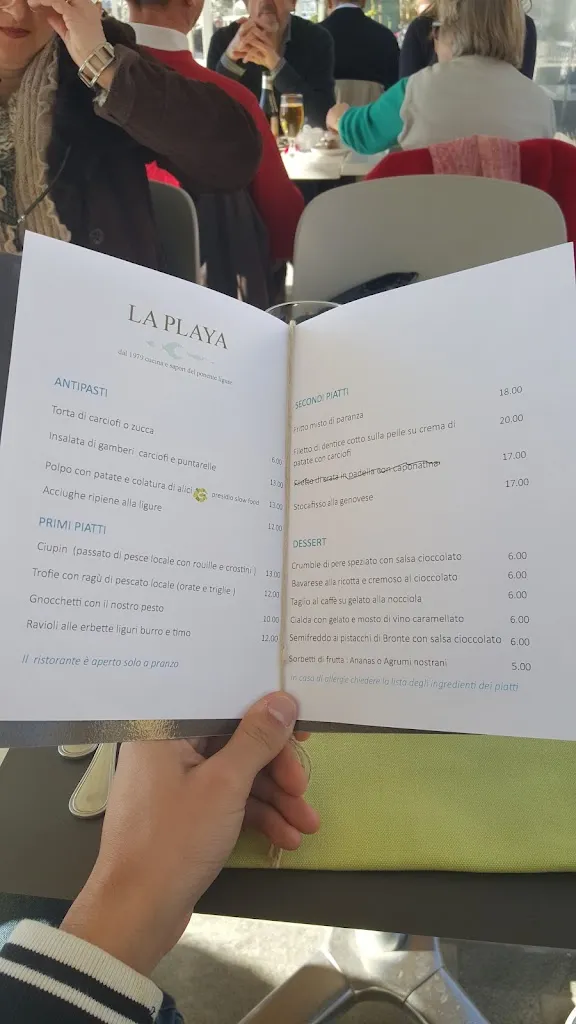 LA PLAYA
dal 1973 cucina e sapori del ponente ligure
ANTIPASTI
Torta di carciofi o zucca 6.00
Insalata di gamberi carciofi e puntarelle 13.00
Polpo con patate e colatura di alici presidio slow food 13.00
Acciughe ripiene alla ligure 12.00
PRIMI PIATTI
Ciupin (passato di pesce locale con rouille e crostini ) 13.00
Trofie con ragù di pescato locale (orate e triglie ) 12.00
Gnocchetti con il nostro pesto 10.00
Ravioli alle erbette liguri burro e timo 12.00
Il ristorante è aperto solo a pranzo
SECONDI PIATTI
Fritto misto di paranza 18.00
Filetto di dentice cotto sulla pelle su crema di 20.00
patate con carciofi
orata in padella con caponatina 17.00
Stocafisso alla genovese 17.00
DESSERT
Crumble di pere speziato con salsa cioccolato 6.00
Bavarese alla ricotta e cremoso al cioccolato 6.00
Taglio al caffè su gelato alla nocciola 6.00
Cialda con gelato e mosto di vino caramellato 6.00
Semifreddo ai pistacchi di Bronte con salsa cioccolato 6.00
Sorbetti di frutta : Ananas o Agrumi nostrani 5.00
In caso di allergie chiedere la lista degli ingredienti dei piatti